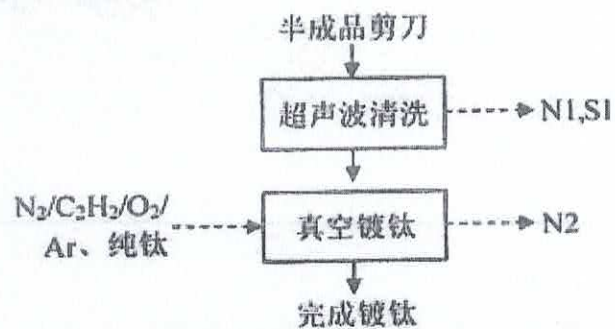 半成品剪刀
超声波清洗
N1,S1
N₂/C₂H₂/O₂/
Ar、纯钛
真空镀钛
N2
完成镀钛